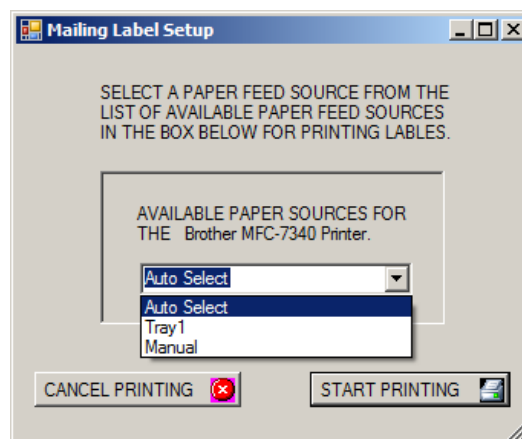 Mailing Label Setup
SELECT A PAPER FEED SOURCE FROM THE
LIST OF AVAILABLE PAPER FEED SOURCES
IN THE BOX BELOW FOR PRINTING LABLES.
AVAILABLE PAPER SOURCES FOR
THE Brother MFC-7340 Printer.
Auto Select
Auto Select
Tray1
Manual
CANCEL PRINTING
START PRINTING